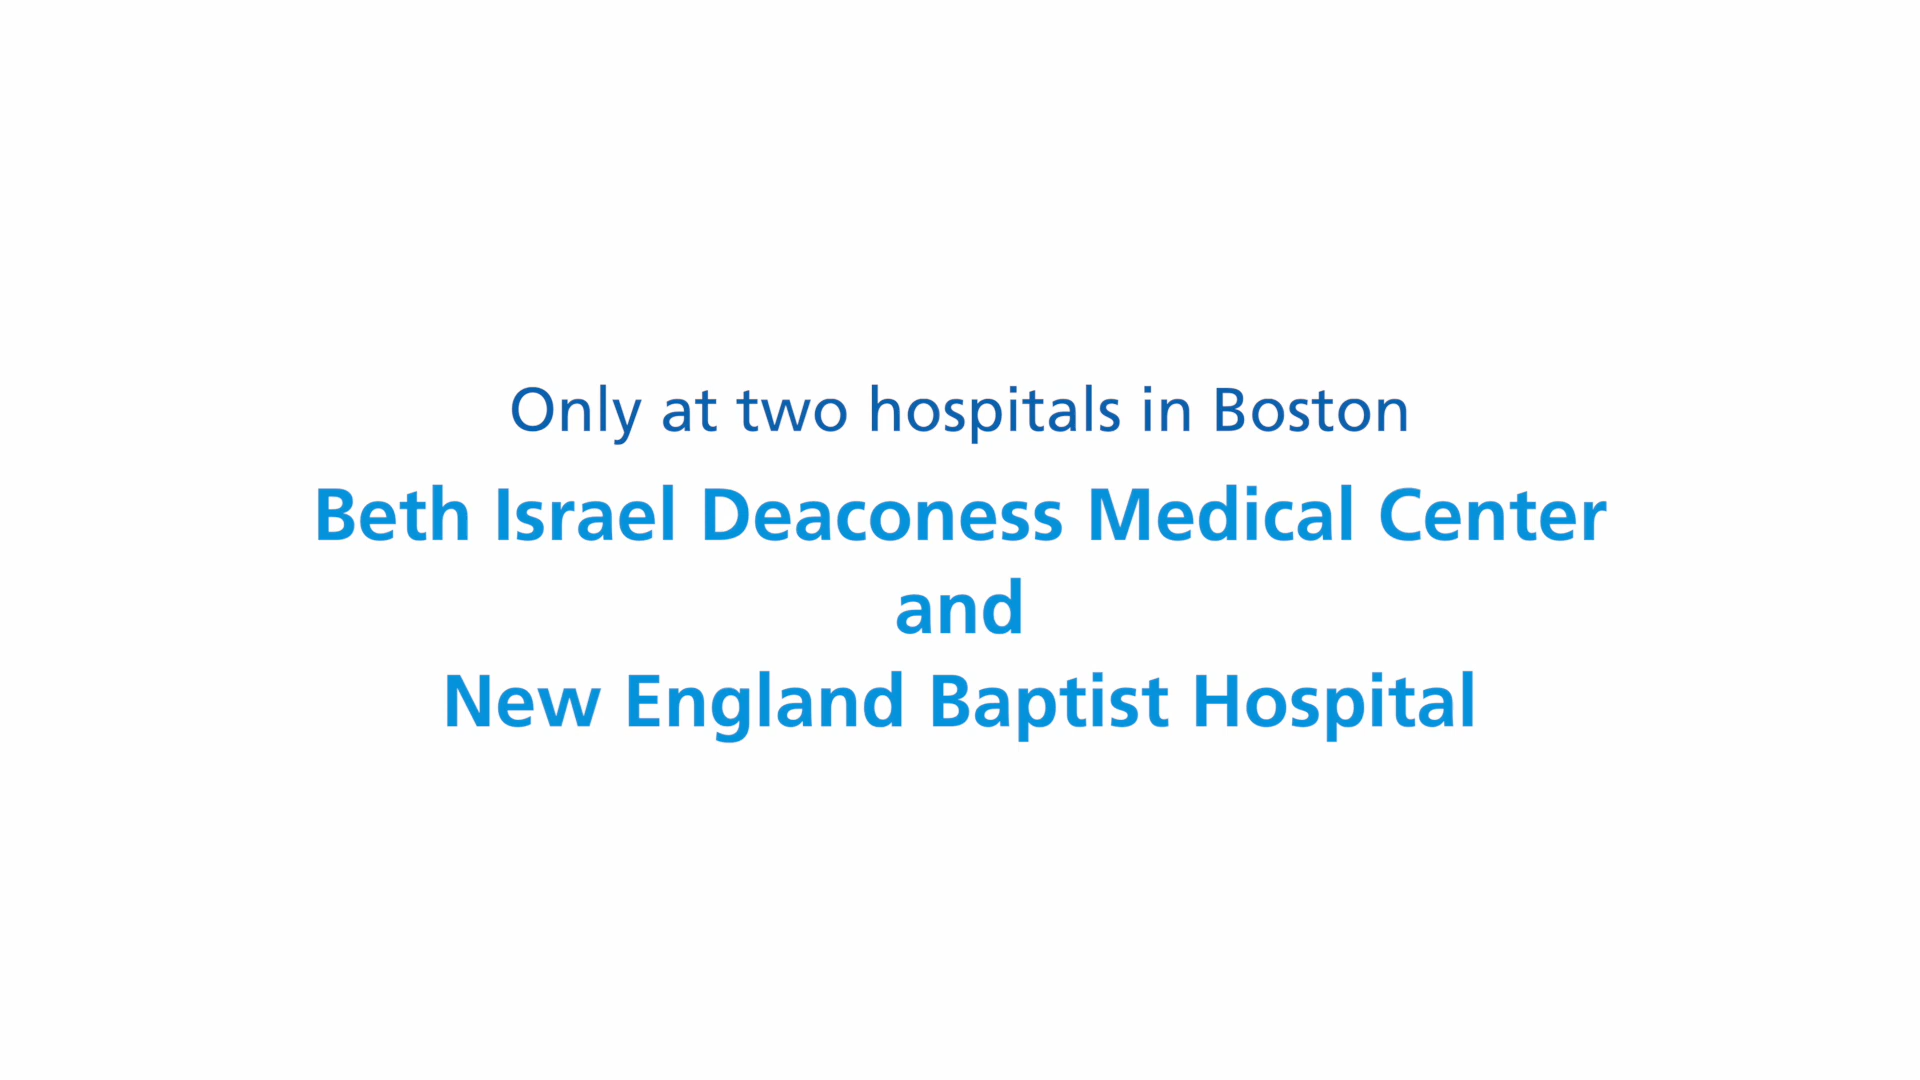 Only at two hospitals in Boston
Beth Israel Deaconess Medical Center
and
New England Baptist Hospital